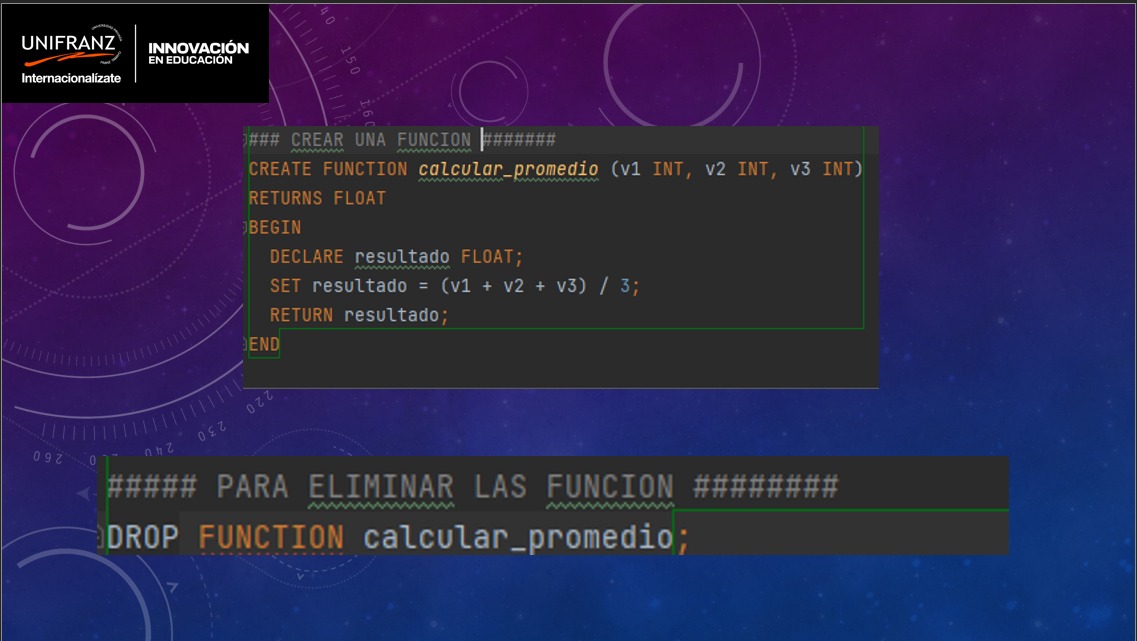 UNIFRANZ
Internacionalízate
INNOVACIÓN
EN EDUCACIÓN
140
150
160
### CREAR UNA FUNCION #######
CREATE FUNCTION calcular_promedio (v1 INT, v2 INT, v3 INT)
RETURNS FLOAT
BEGIN
DECLARE resultado FLOAT;
SET resultado = (v1 + v2 + v3) / 3;
RETURN resultado;
END
220
230
240
260
##### PARA ELIMINAR LAS FUNCION ########
DROP FUNCTION calcular_promedio;